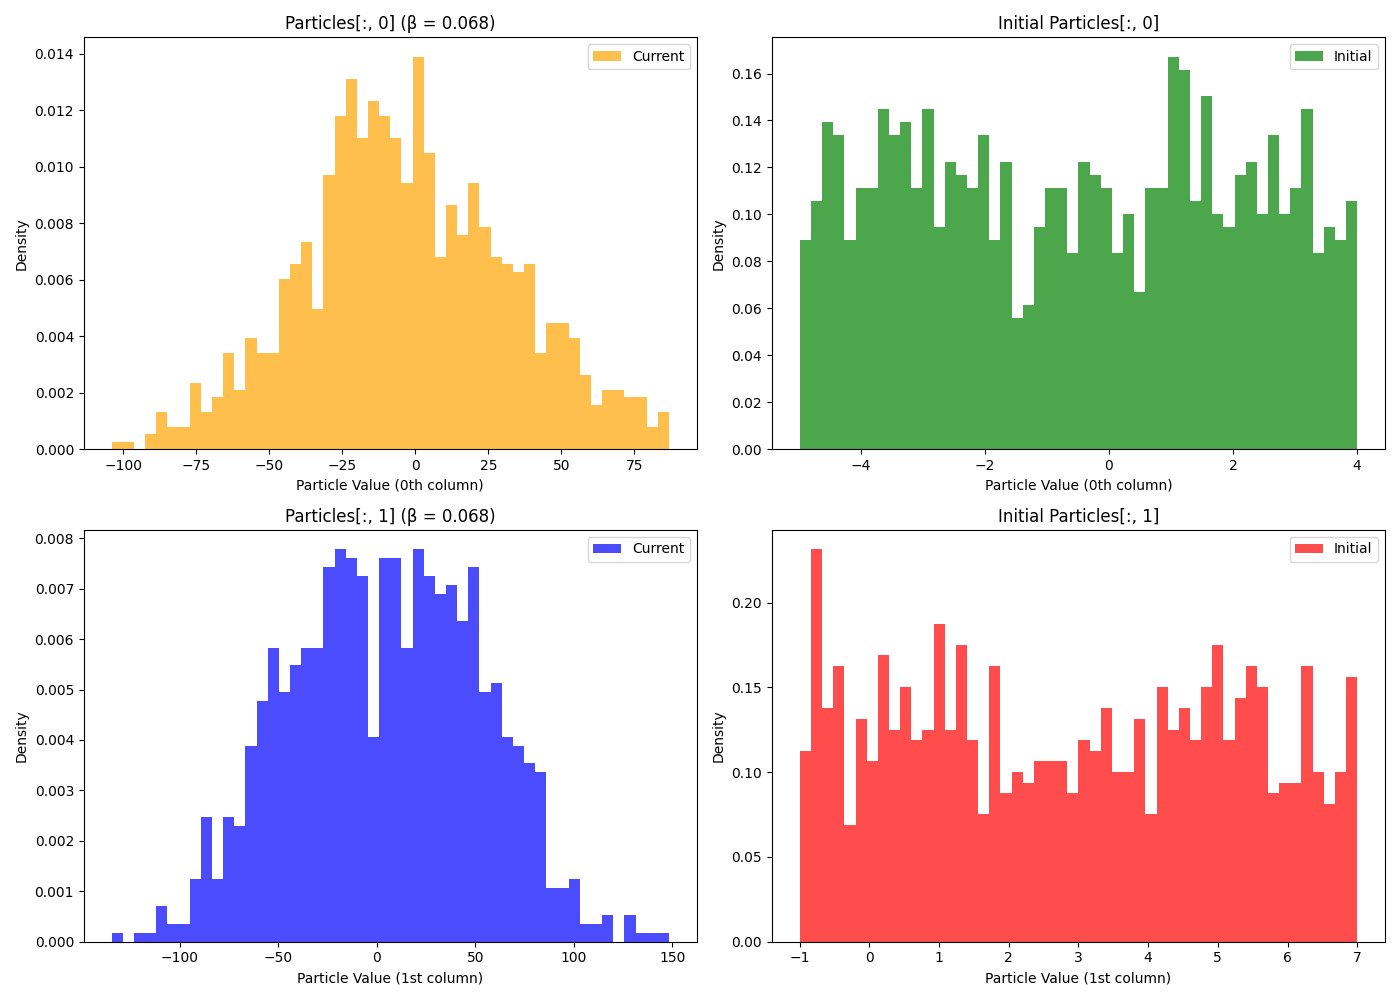 Particles[:, 0] (β = 0.068)
Current
0.014
0.012
0.010
0.008
0.006
0.004
0.002
0.000
Density
−100 −75 −50 −25 0 25 50 75
Particle Value (0th column)
Initial Particles[:, 0]
Initial
0.16
0.14
0.12
0.10
0.08
0.06
0.04
0.02
0.00
Density
−4 −2 0 2 4
Particle Value (0th column)
Particles[:, 1] (β = 0.068)
Current
0.008
0.007
0.006
0.005
0.004
0.003
0.002
0.001
0.000
Density
−100 −50 0 50 100 150
Particle Value (1st column)
Initial Particles[:, 1]
Initial
0.20
0.15
0.10
0.05
0.00
Density
−1 0 1 2 3 4 5 6 7
Particle Value (1st column)